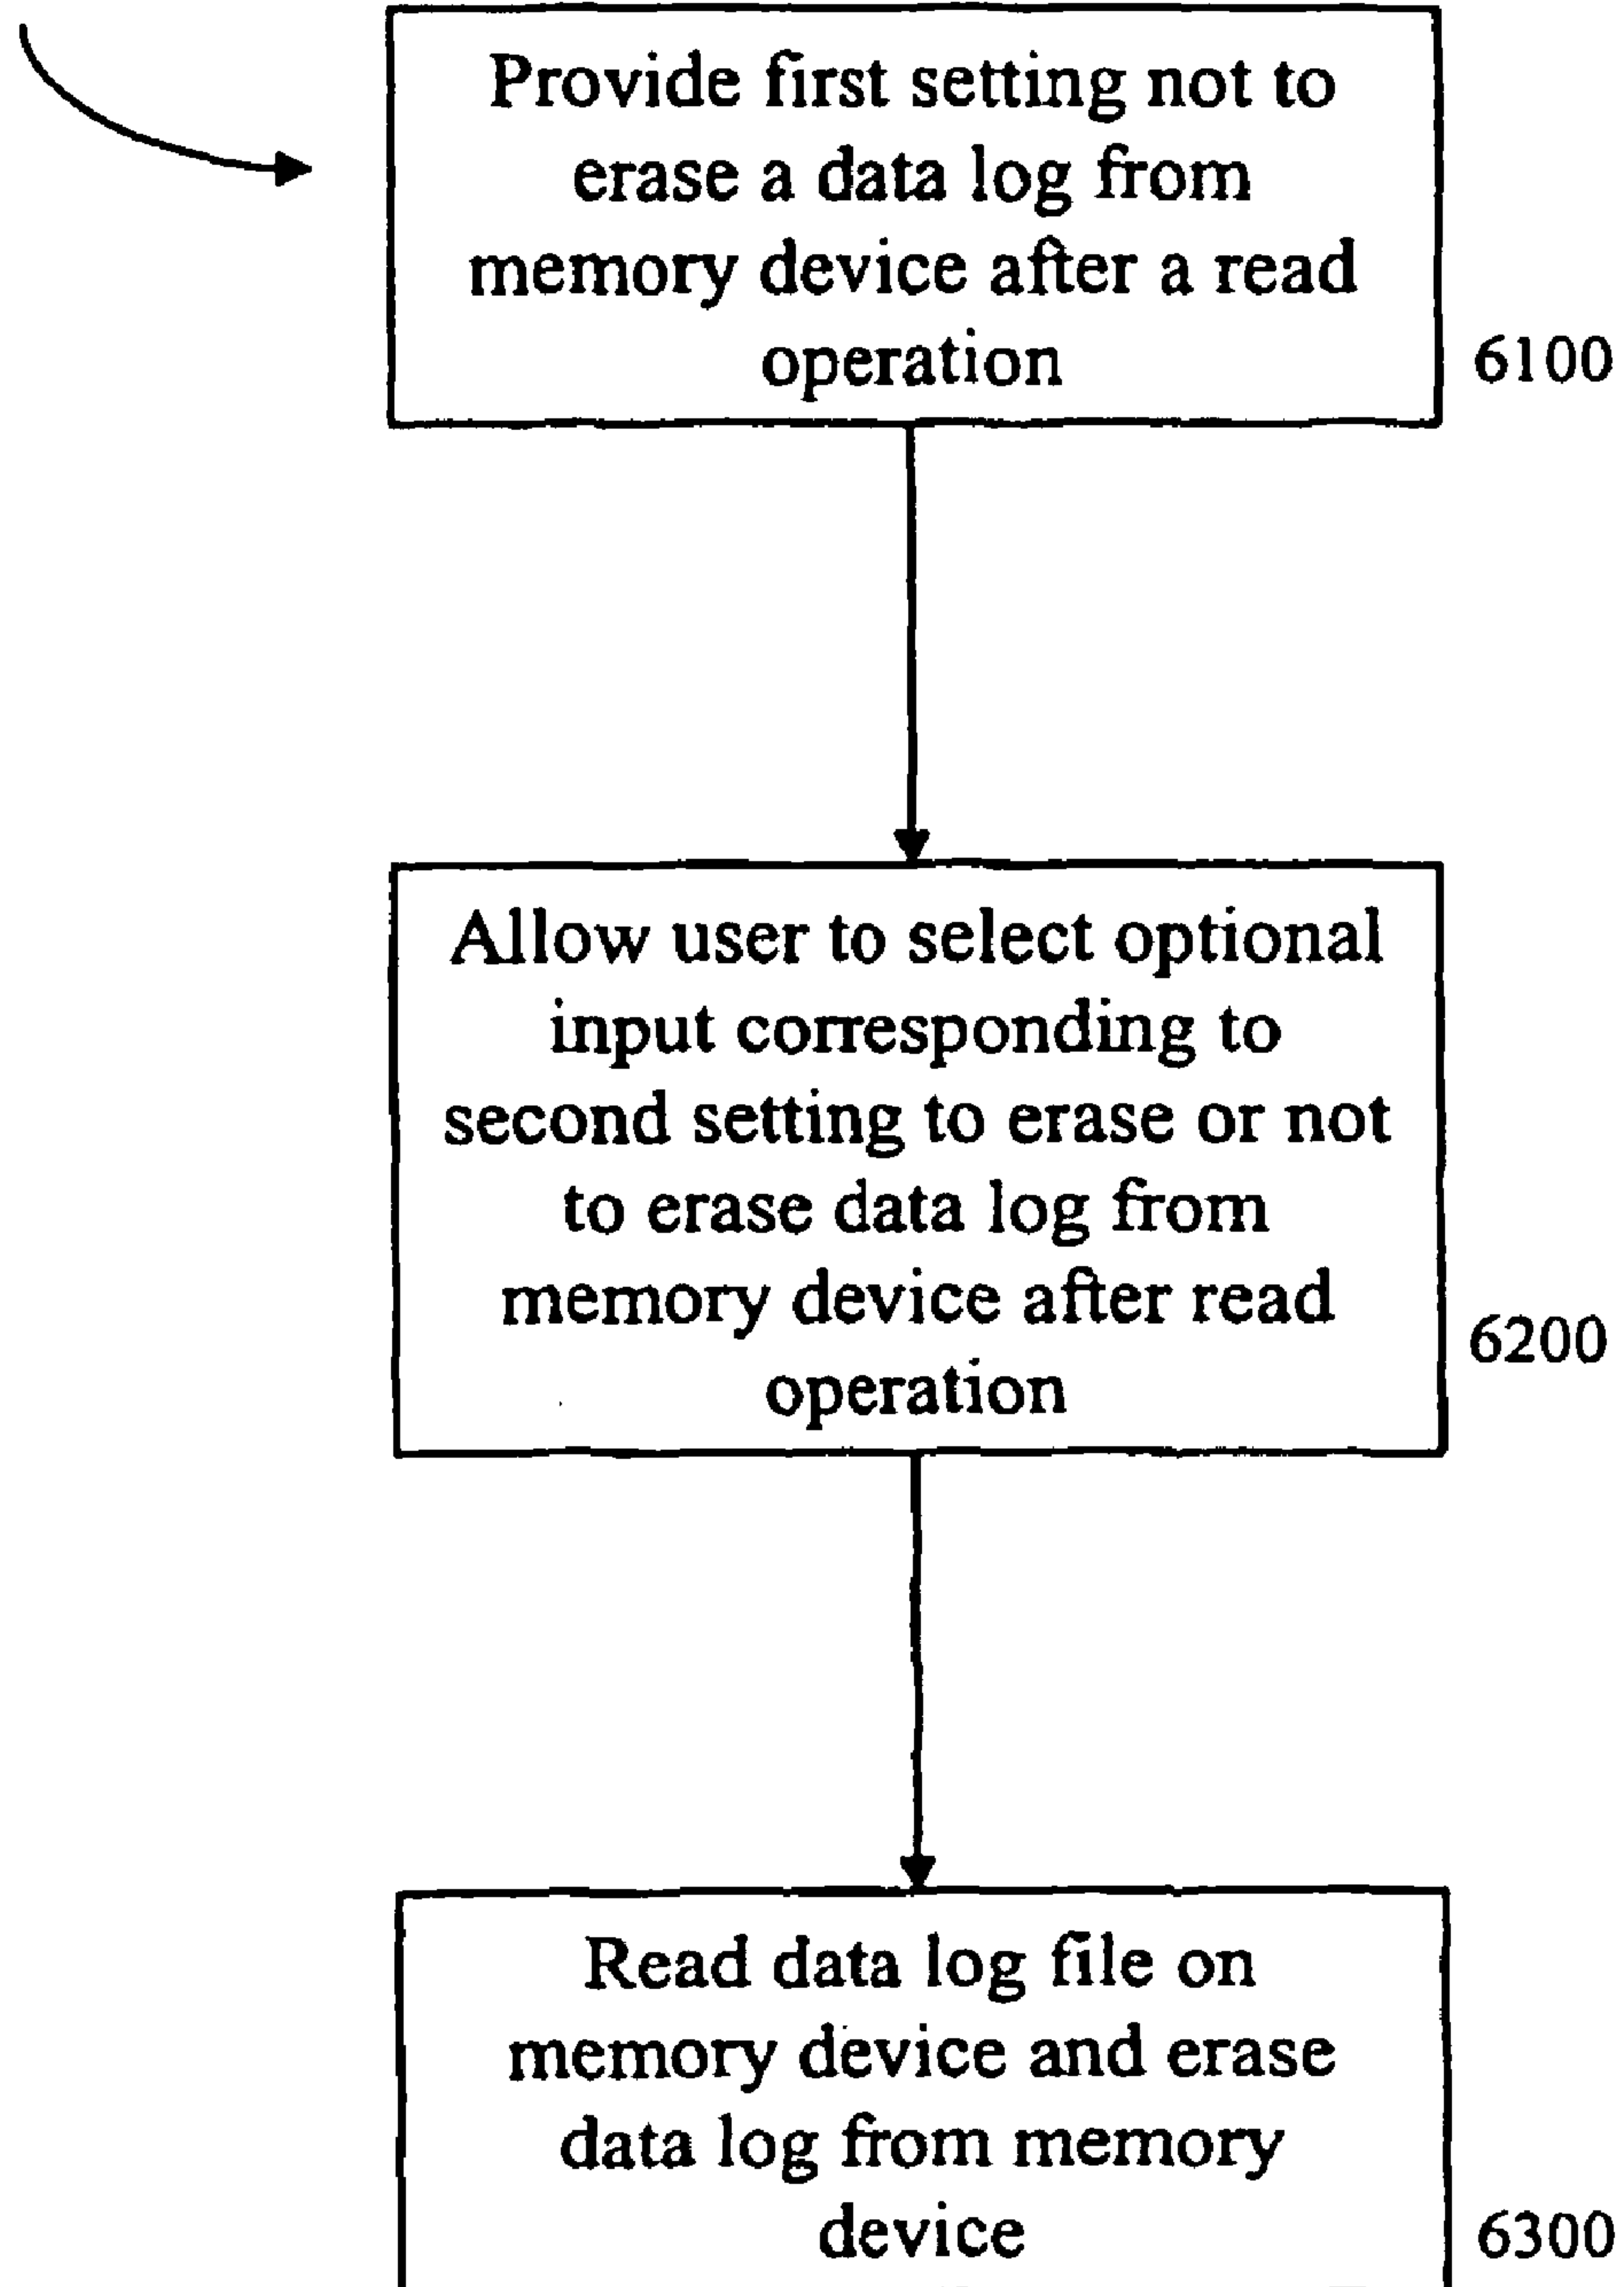 Provide first setting not to
erase a data log from
memory device after a read
operation
6100
Allow user to select optional
input corresponding to
second setting to erase or not
to erase data log from
memory device after read
operation
6200
Read data log file on
memory device and erase
data log from memory
device
6300